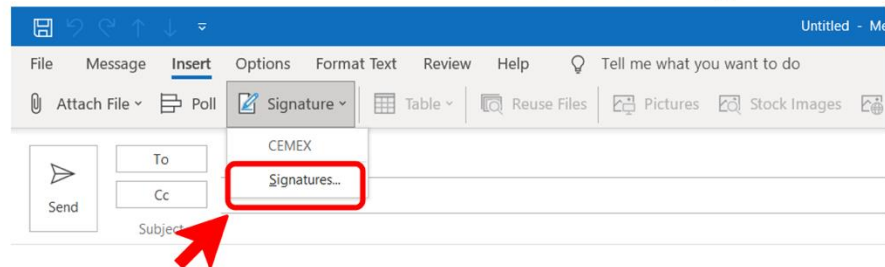 Untitled - Me
File Message Insert Options Format Text Review Help Tell me what you want to do
Attach File Poll Signature Table Reuse Files Pictures Stock Images
CEMEX
Signatures...
To
Cc
Send
Subject